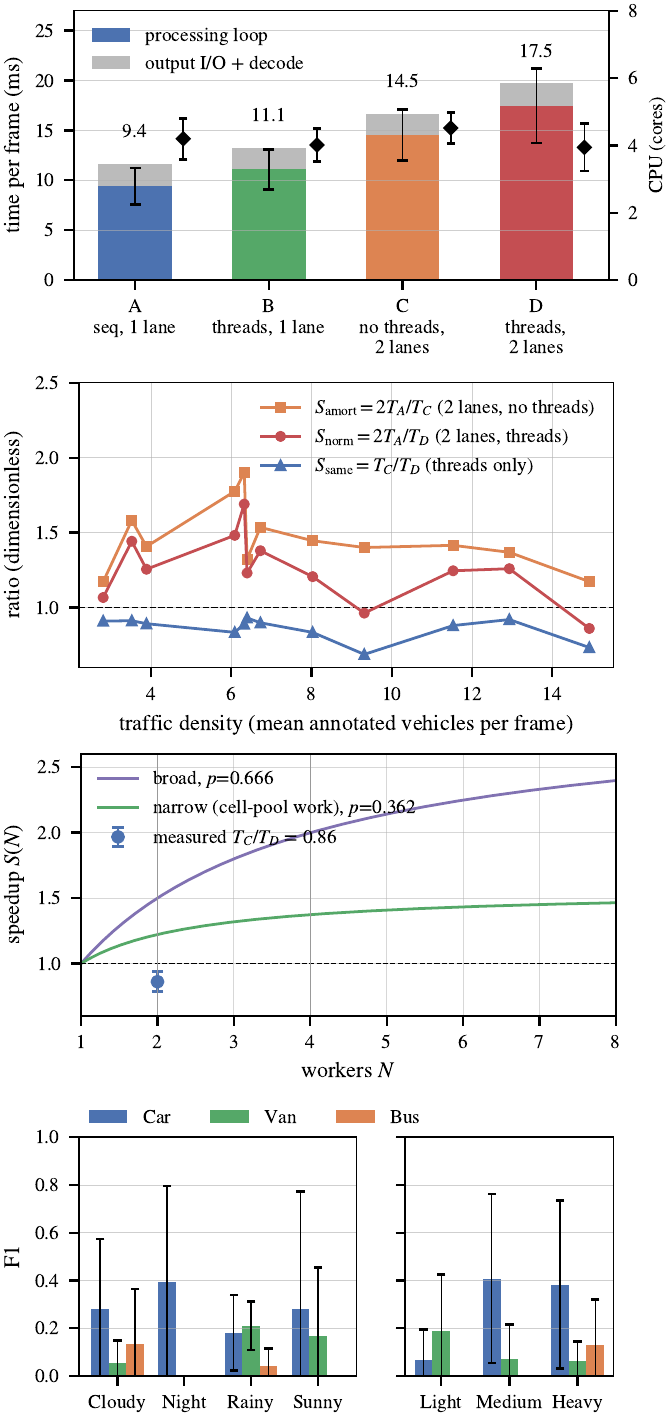 25
20
15
10
5
0
time per frame (ms)
processing loop
output I/O + decode
9.4
11.1
14.5
17.5
8
6
4
2
0
CPU (cores)
A
B
C
D
seq, 1 lane
threads, 1 lane
no threads,
2 lanes
threads,
2 lanes
2.5
2.0
1.5
1.0
ratio (dimensionless)
S_amort = 2T_A/T_C (2 lanes, no threads)
S_norm = 2T_A/T_D (2 lanes, threads)
S_same = T_C/T_D (threads only)
4 6 8 10 12 14
traffic density (mean annotated vehicles per frame)
2.5
2.0
1.5
1.0
speedup S(N)
broad, p=0.666
narrow (cell-pool work), p=0.362
measured T_C/T_D = 0.86
1 2 3 4 5 6 7 8
workers N
Car Van Bus
1.0
0.8
0.6
0.4
0.2
0.0
F1
Cloudy Night Rainy Sunny
Light Medium Heavy